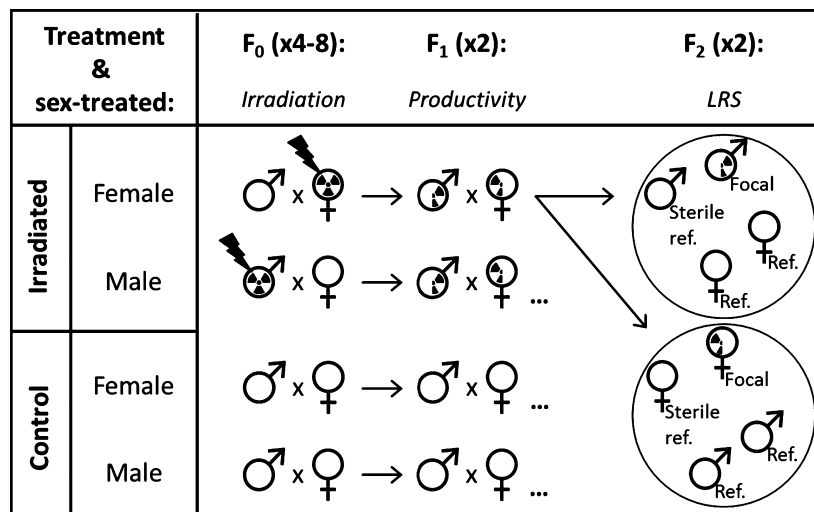 Treatment
&
sex-treated:
F₀ (x4-8):
Irradiation
F₁ (x2):
Productivity
F₂ (x2):
LRS
Irradiated
Female
x
x
Focal
Sterile
ref.
Ref.
Ref.
Male
x
x
...
Control
Female
x
x
...
Focal
Sterile
ref.
Ref.
Ref.
Male
x
x
...